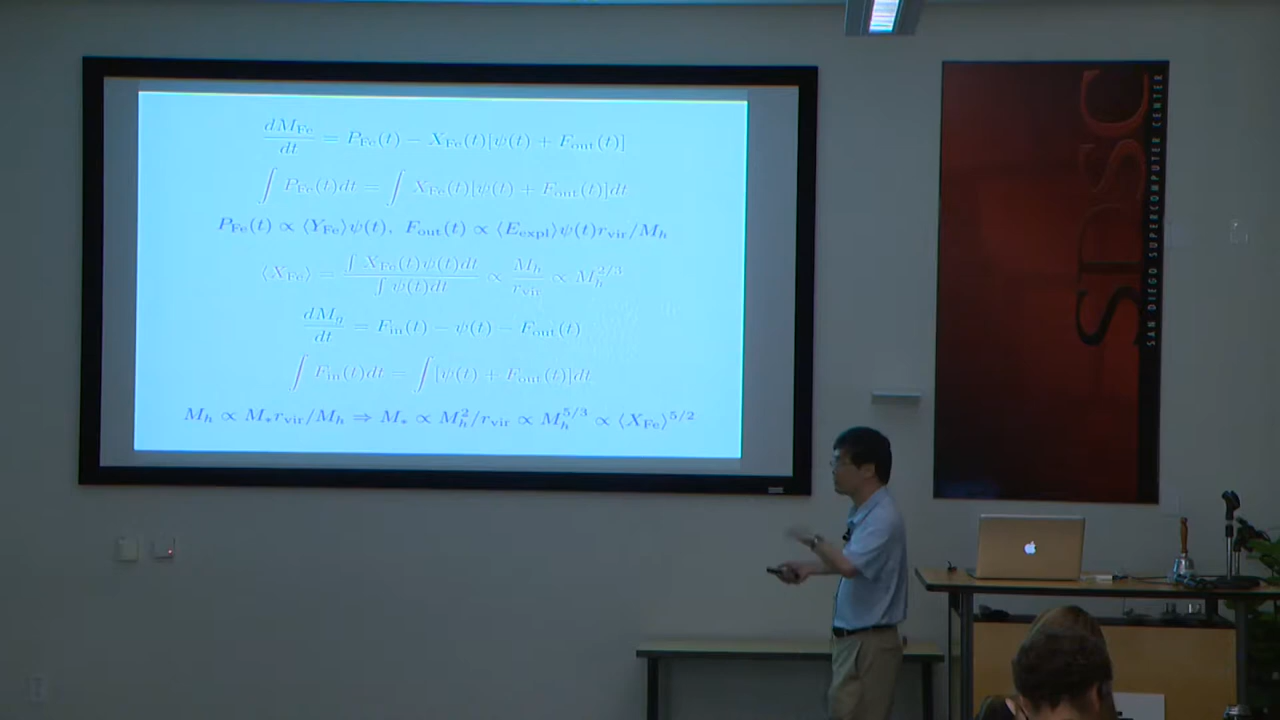 dM_Fe/dt = P_Fe(t) − X_Fe(t)[ψ(t) + F_out(t)]
∫ P_Fe(t)dt = ∫ X_Fe(t)[ψ(t) + F_out(t)]dt
P_Fe(t) ∝ ⟨Y_Fe⟩ψ(t), F_out(t) ∝ ⟨E_expl⟩ψ(t)r_vir/M_h
⟨X_Fe⟩ = ∫ X_Fe(t)ψ(t)dt / ∫ ψ(t)dt ∝ M_h/r_vir ∝ M_h^{2/3}
dM_g/dt = F_in(t) − ψ(t) − F_out(t)
∫ F_in(t)dt = ∫[ψ(t) + F_out(t)]dt
M_h ∝ M_*r_vir/M_h ⇒ M_* ∝ M_h^2/r_vir ∝ M_h^{5/3} ∝ ⟨X_Fe⟩^{5/2}
SDSC
SAN DIEGO SUPERCOMPUTER CENTER